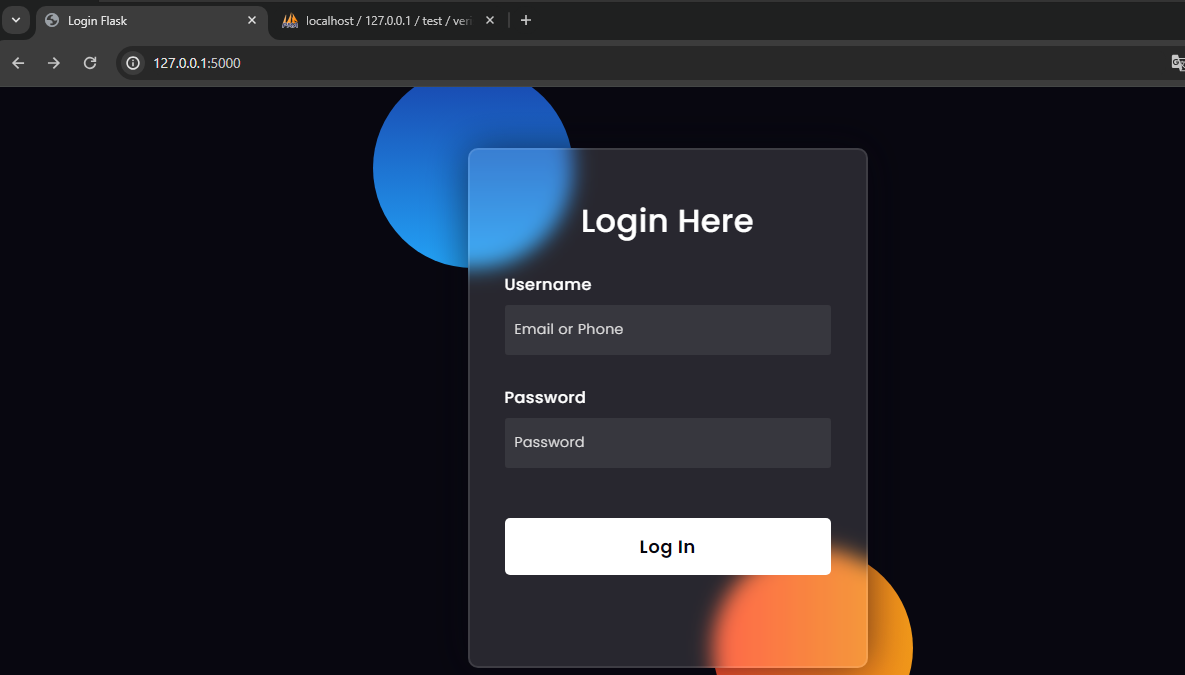 Login Flask
localhost / 127.0.0.1 / test / veri
127.0.0.1:5000
Login Here
Username
Email or Phone
Password
Password
Log In